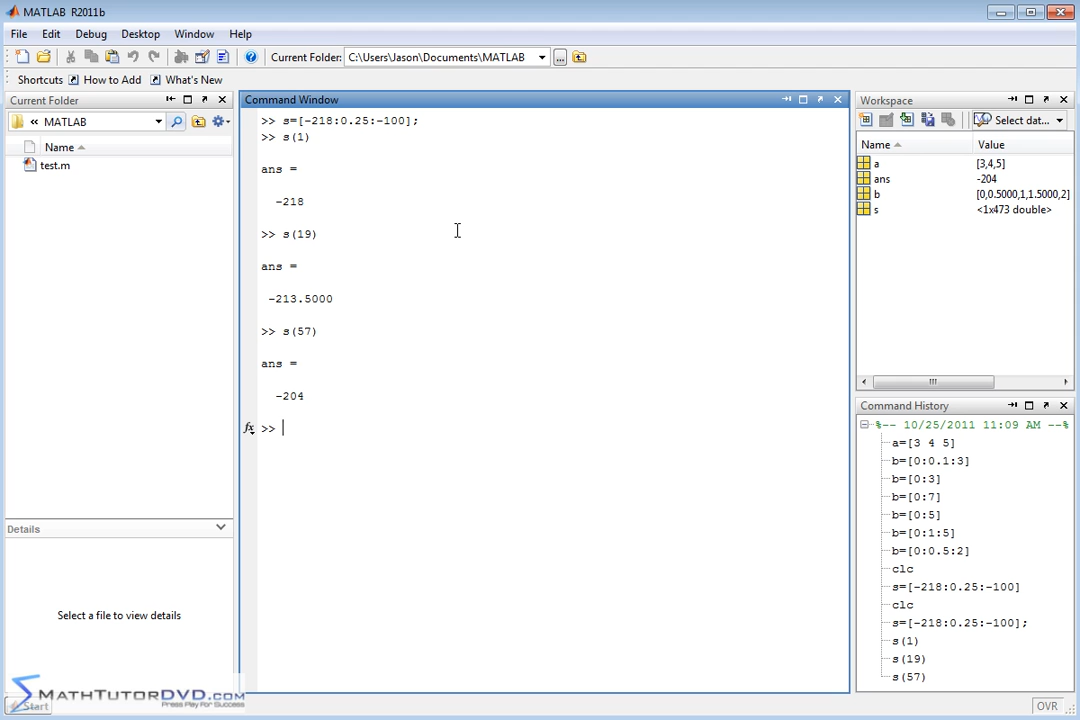 MATLAB R2011b
File Edit Debug Desktop Window Help
Current Folder: C:\Users\Jason\Documents\MATLAB ...
Shortcuts How to Add What's New
Current Folder
« MATLAB
Name
test.m
Details
Select a file to view details
Start
MATHTUTORDVD.COM
Press Play For Success
Command Window
>> s=[-218:0.25:-100];
>> s(1)
ans =
-218
>> s(19)
ans =
-213.5000
>> s(57)
ans =
-204
fx >>
Workspace
Select dat...
Name Value
a [3,4,5]
ans -204
b [0,0.5000,1,1.5000,2]
s <1x473 double>
Command History
%-- 10/25/2011 11:09 AM --%
a=[3 4 5]
b=[0:0.1:3]
b=[0:3]
b=[0:7]
b=[0:5]
b=[0:1:5]
b=[0:0.5:2]
clc
s=[-218:0.25:-100]
clc
s=[-218:0.25:-100];
s(1)
s(19)
s(57)
OVR